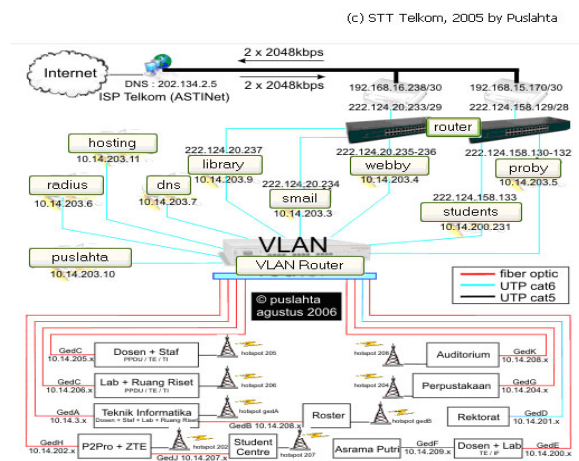 (c) STT Telkom, 2005 by Puslahta
2 x 2048kbps
Internet
DNS : 202.134.2.5
2 x 2048kbps
ISP Telkom (ASTINet)
192.168.16.238/30
192.168.15.170/30
222.124.20.233/29
222.124.158.129/28
router
hosting
10.14.203.11
222.124.20.237
222.124.20.235-236
222.124.158.130-132
library
10.14.203.9
webby
10.14.203.4
proby
10.14.203.5
radius
10.14.203.6
dns
10.14.203.7
222.124.20.234
smail
10.14.203.3
222.124.158.133
students
10.14.200.231
puslahta
10.14.203.10
VLAN
VLAN Router
fiber optic
UTP cat6
UTP cat5
© puslahta
agustus 2006
GedC
10.14.205.x
Dosen + Staf
PPDU / TE / TI
hotspot 205
hotspot 208
Auditorium
GedK
10.14.208.x
GedC
10.14.206.x
Lab + Ruang Riset
PPDU / TE / TI
hotspot 206
hotspot 204
Perpustakaan
GedG
10.14.204.x
GedA
10.14.3.x
Teknik Informatika
Dosen + Staf + Lab + Ruang Riset
hotspot gedA
GedB 10.14.208.x
Roster
hotspot gedB
Rektorat
GedD
10.14.201.x
GedH
10.14.202.x
P2Pro + ZTE
hotspot 202
GedJ 10.14.207.x
Student
Centre
hotspot 207
Asrama Putri
GedF
10.14.209.x
Dosen + Lab
TE / IF
GedE
10.14.200.x